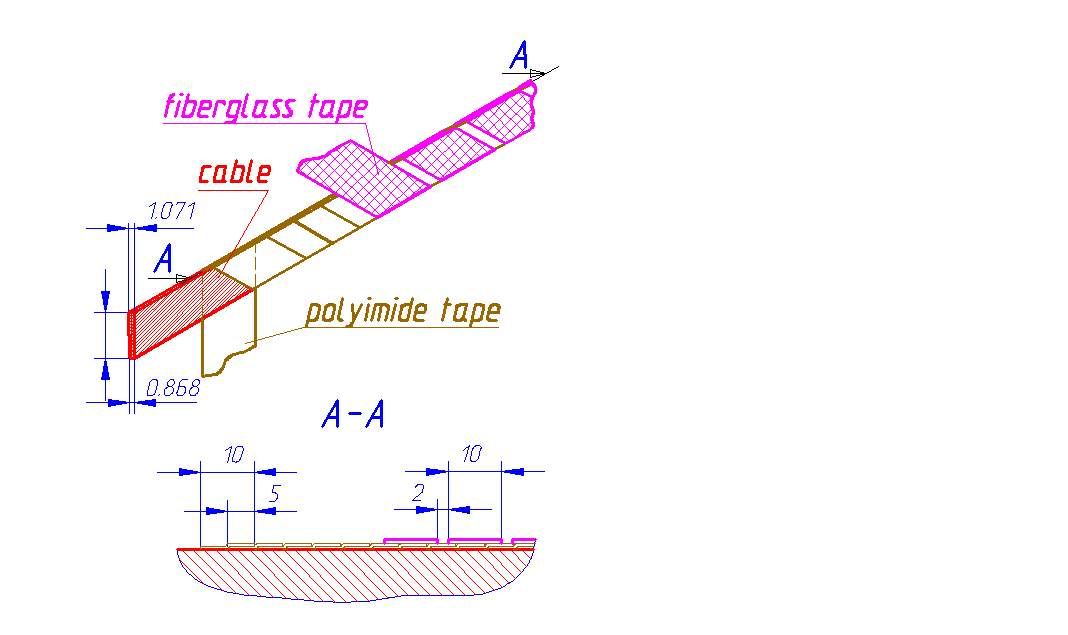 A
fiberglass tape
cable
1.071
A
polyimide tape
0.868
A-A
10
10
5
2